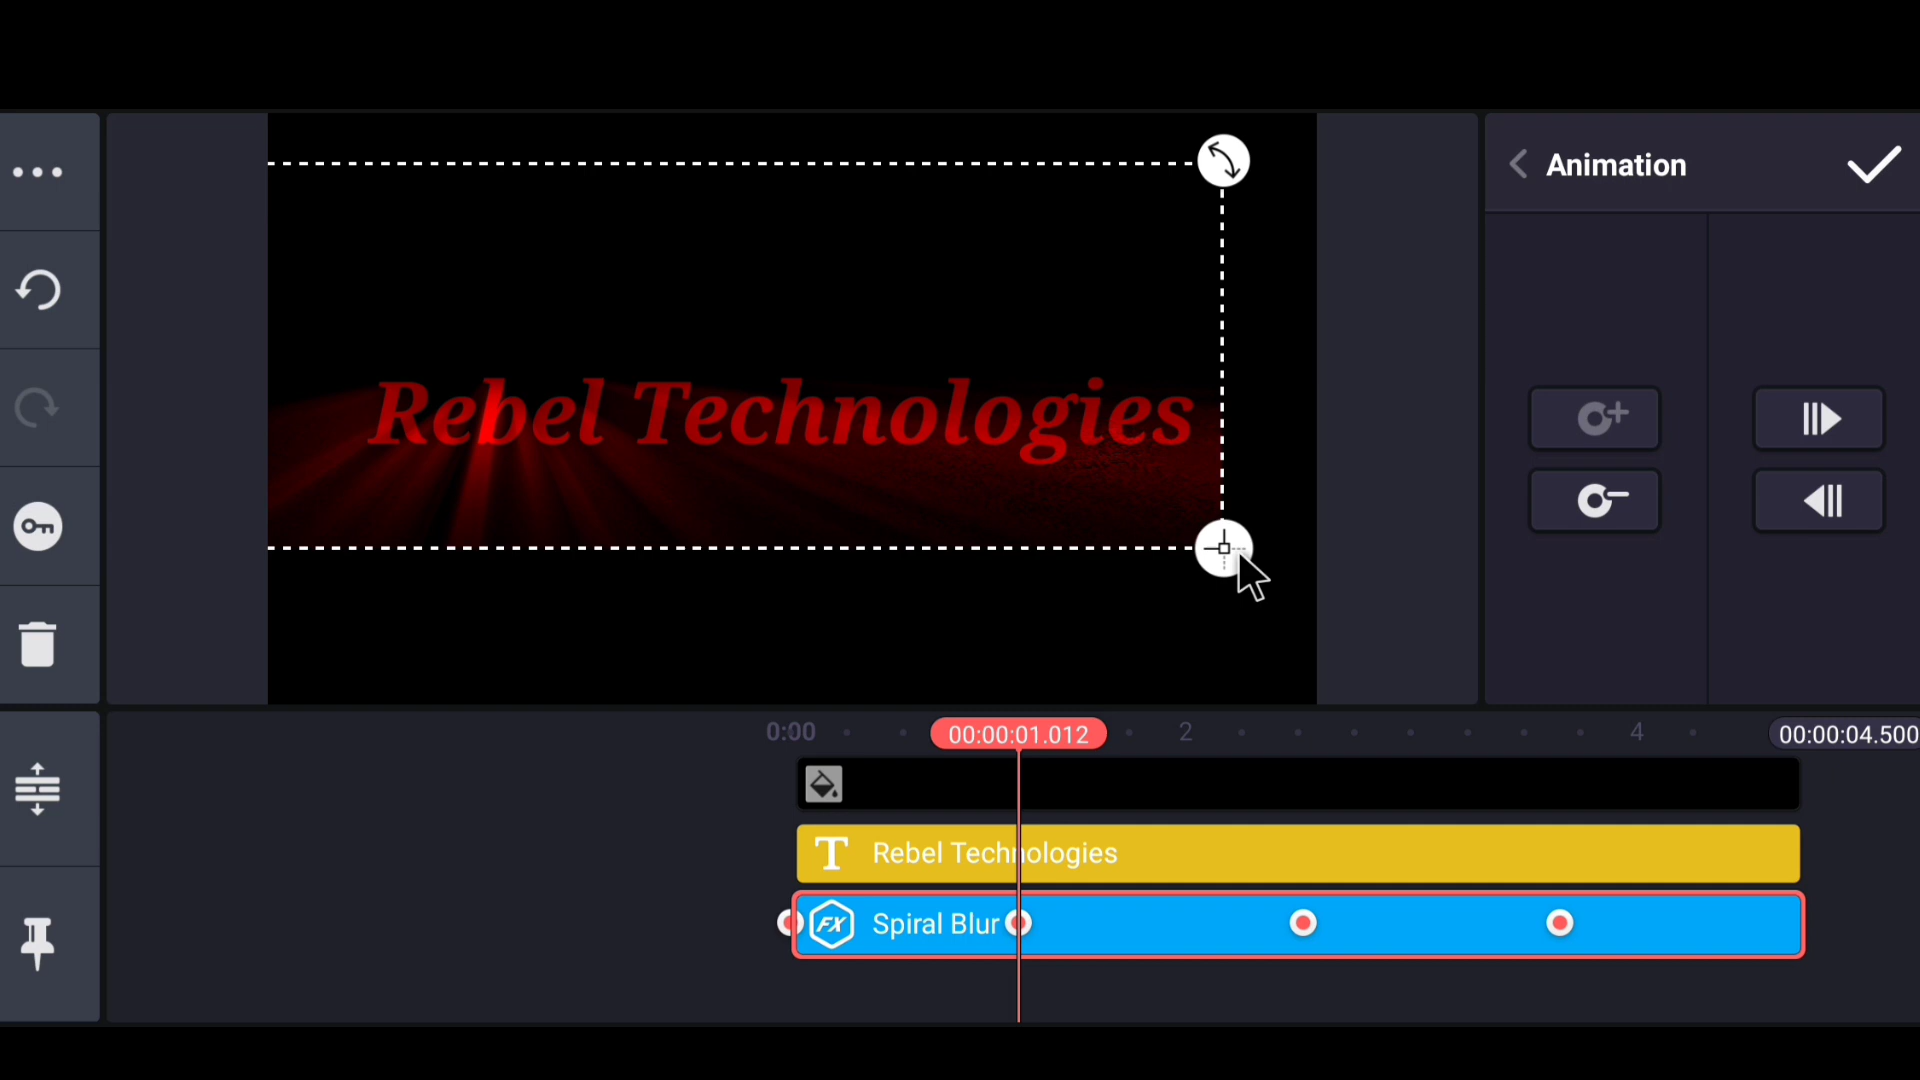 Animation
Rebel Technologies
0:00
00:00:01.012
2
4
00:00:04.500
T Rebel Technologies
FX Spiral Blur